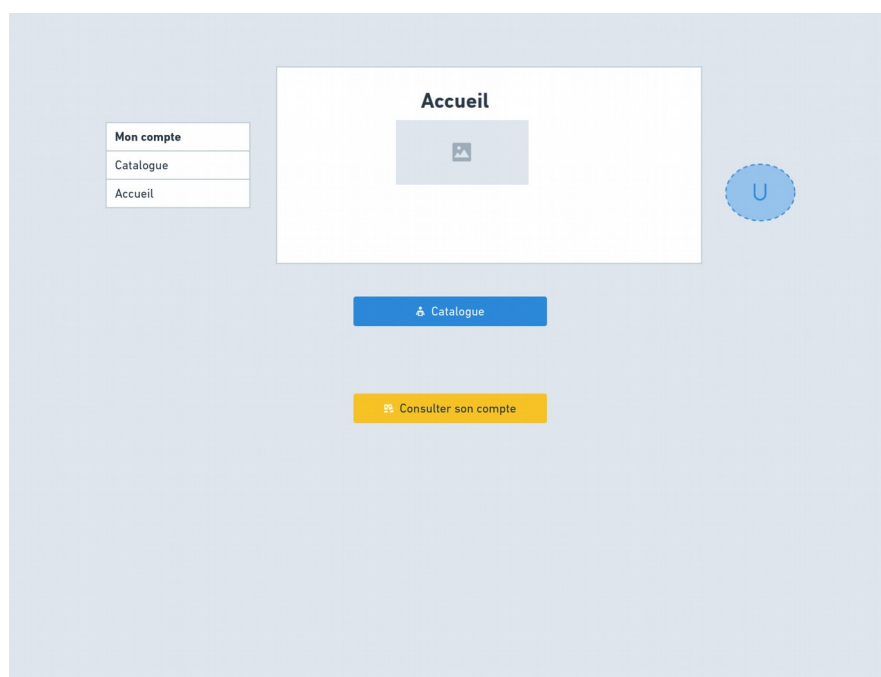 Accueil
Mon compte
Catalogue
Accueil
U
Catalogue
Consulter son compte